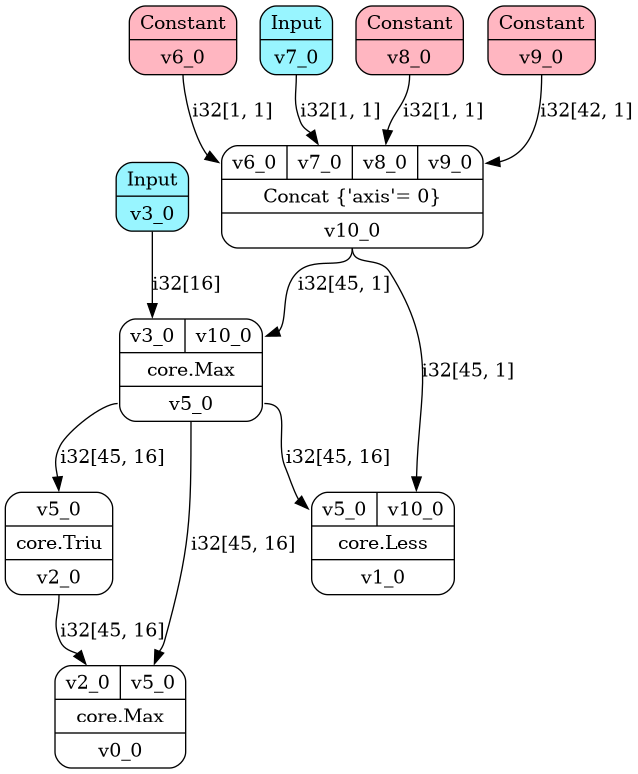 Constant
v6_0
Input
v7_0
Constant
v8_0
Constant
v9_0
i32[1, 1]
i32[1, 1]
i32[1, 1]
i32[42, 1]
v6_0 v7_0 v8_0 v9_0
Concat {'axis'= 0}
v10_0
Input
v3_0
i32[16]
i32[45, 1]
i32[45, 1]
v3_0 v10_0
core.Max
v5_0
i32[45, 16]
i32[45, 16]
i32[45, 16]
v5_0
core.Triu
v2_0
v5_0 v10_0
core.Less
v1_0
i32[45, 16]
v2_0 v5_0
core.Max
v0_0